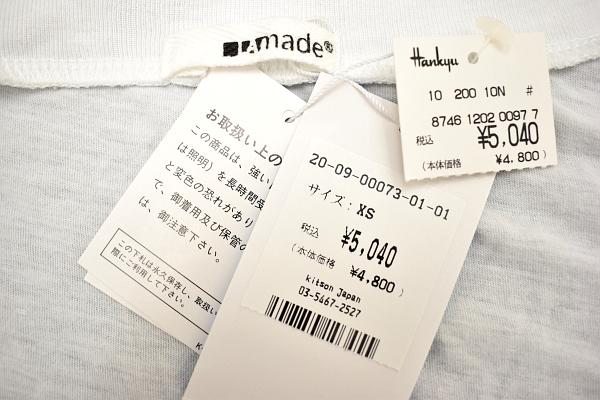 made®
Hankyu
10 200 10N #
8746 1202 0097 7
税込 ¥5,040
(本体価格 ¥4,800)
お取扱い上の
この商品は、強い
は照明)を長時間受
と変色の恐れがあり
で、御着用及び保管の
は、御注意下さい。
この下札は永久保存し、取扱い
際にご利用して下さい。
20-09-00073-01-01
サイズ: XS
税込 ¥5,040
(本体価格 ¥4,800)
kitson Japan
03-5467-2527